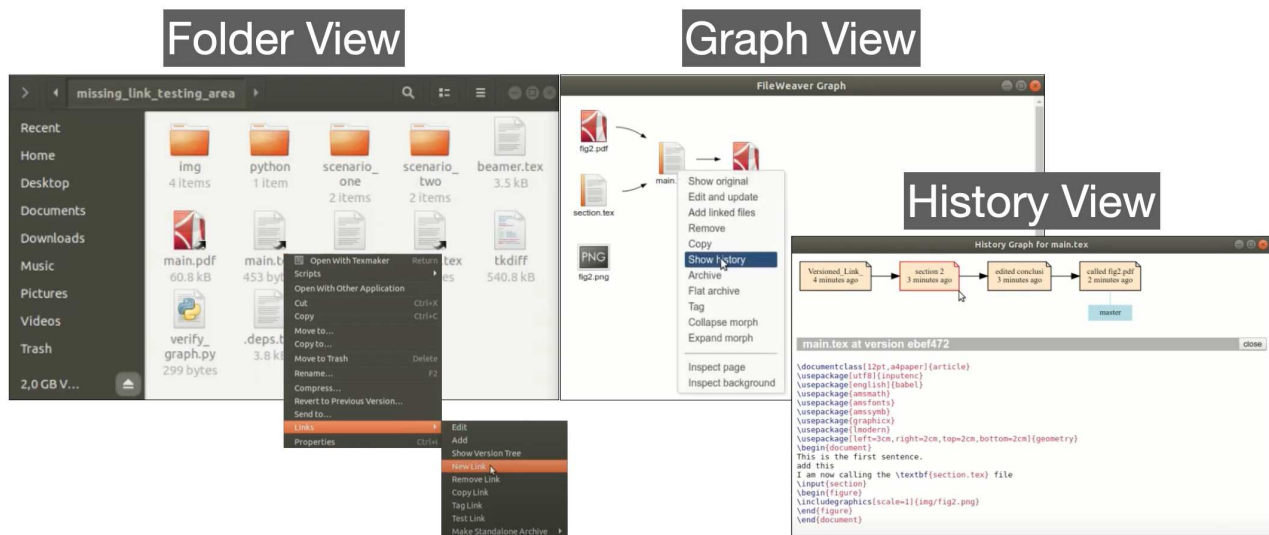 Folder View
Graph View
History View
missing_link_testing_area
Recent
Home
Desktop
Documents
Downloads
Music
Pictures
Videos
Trash
2,0 GB V...
img
4 items
python
1 item
scenario_
one
2 items
scenario_
two
2 items
beamer.tex
3.5 kB
main.pdf
60.8 kB
main.t
453 byt
.tex
es
tkdiff
540.8 kB
verify_
graph.py
299 bytes
.deps.t
3.8 k
Open With Texmaker Return
Scripts
Open With Other Application
Cut Ctrl+X
Copy Ctrl+C
Move to...
Copy to...
Move to Trash Delete
Rename... F2
Compress...
Revert to Previous Version...
Send to...
Links
Properties Ctrl+I
Edit
Add
Show Version Tree
New Link
Remove Link
Copy Link
Tag Link
Test Link
Make Standalone Archive
FileWeaver Graph
fig2.pdf
main.
section.tex
PNG
fig2.png
Show original
Edit and update
Add linked files
Remove
Copy
Show history
Archive
Flat archive
Tag
Collapse morph
Expand morph
Inspect page
Inspect background
History Graph for main.tex
Versioned_Link_
4 minutes ago
section 2
3 minutes ago
edited conclusi
3 minutes ago
called fig2.pdf
2 minutes ago
master
main.tex at version ebef472
close
\documentclass[12pt,a4paper]{article}
\usepackage[utf8]{inputenc}
\usepackage[english]{babel}
\usepackage{amsmath}
\usepackage{amsfonts}
\usepackage{amssymb}
\usepackage{graphicx}
\usepackage{lmodern}
\usepackage[left=3cm,right=2cm,top=2cm,bottom=2cm]{geometry}
\begin{document}
This is the first sentence.
add this
I am now calling the \textbf{section.tex} file
\input{section}
\begin{figure}
\includegraphics[scale=1]{img/fig2.png}
\end{figure}
\end{document}